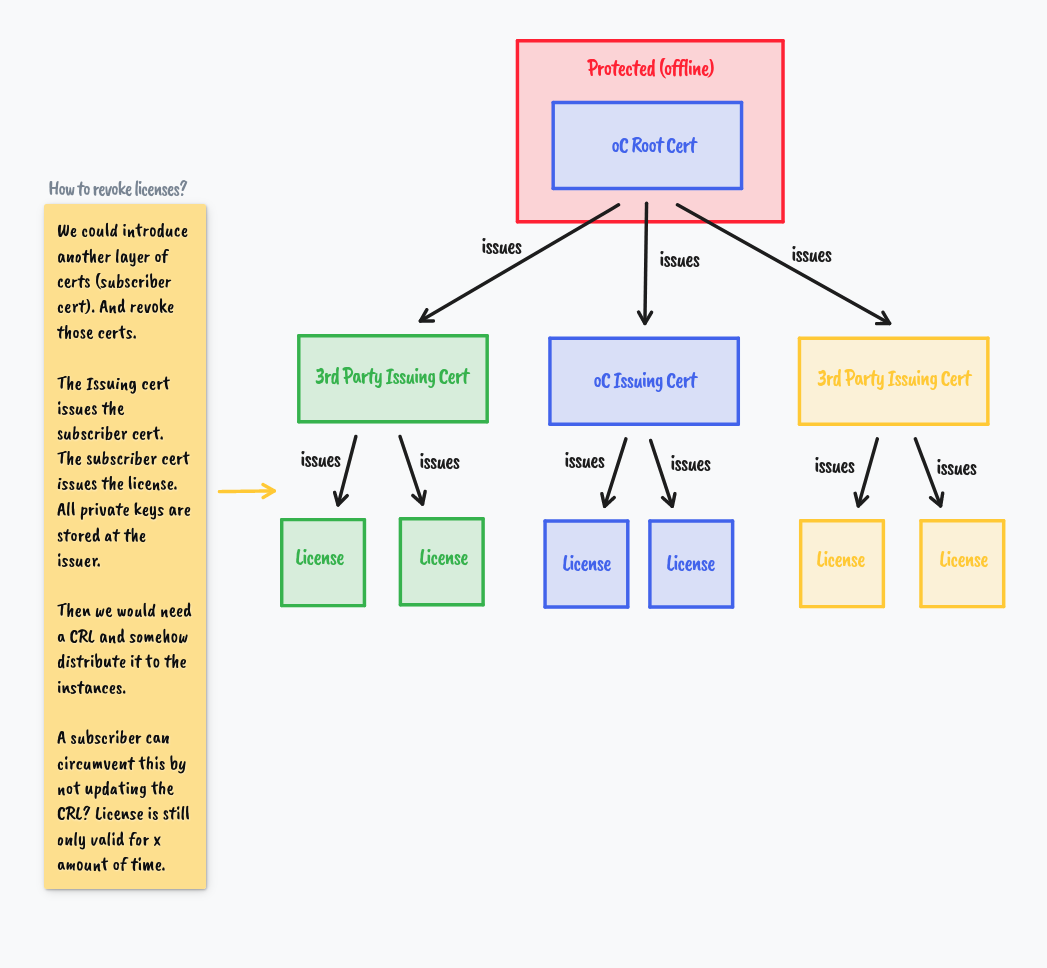 Protected (offline)
oC Root Cert
How to revoke licenses?
We could introduce
another layer of
certs (subscriber
cert). And revoke
those certs.
The Issuing cert
issues the
subscriber cert.
The subscriber cert
issues the license.
All private keys are
stored at the
issuer.
Then we would need
a CRL and somehow
distribute it to the
instances.
A subscriber can
circumvent this by
not updating the
CRL? License is still
only valid for x
amount of time.
issues
issues
issues
3rd Party Issuing Cert
oC Issuing Cert
3rd Party Issuing Cert
issues
issues
issues
issues
issues
issues
License
License
License
License
License
License